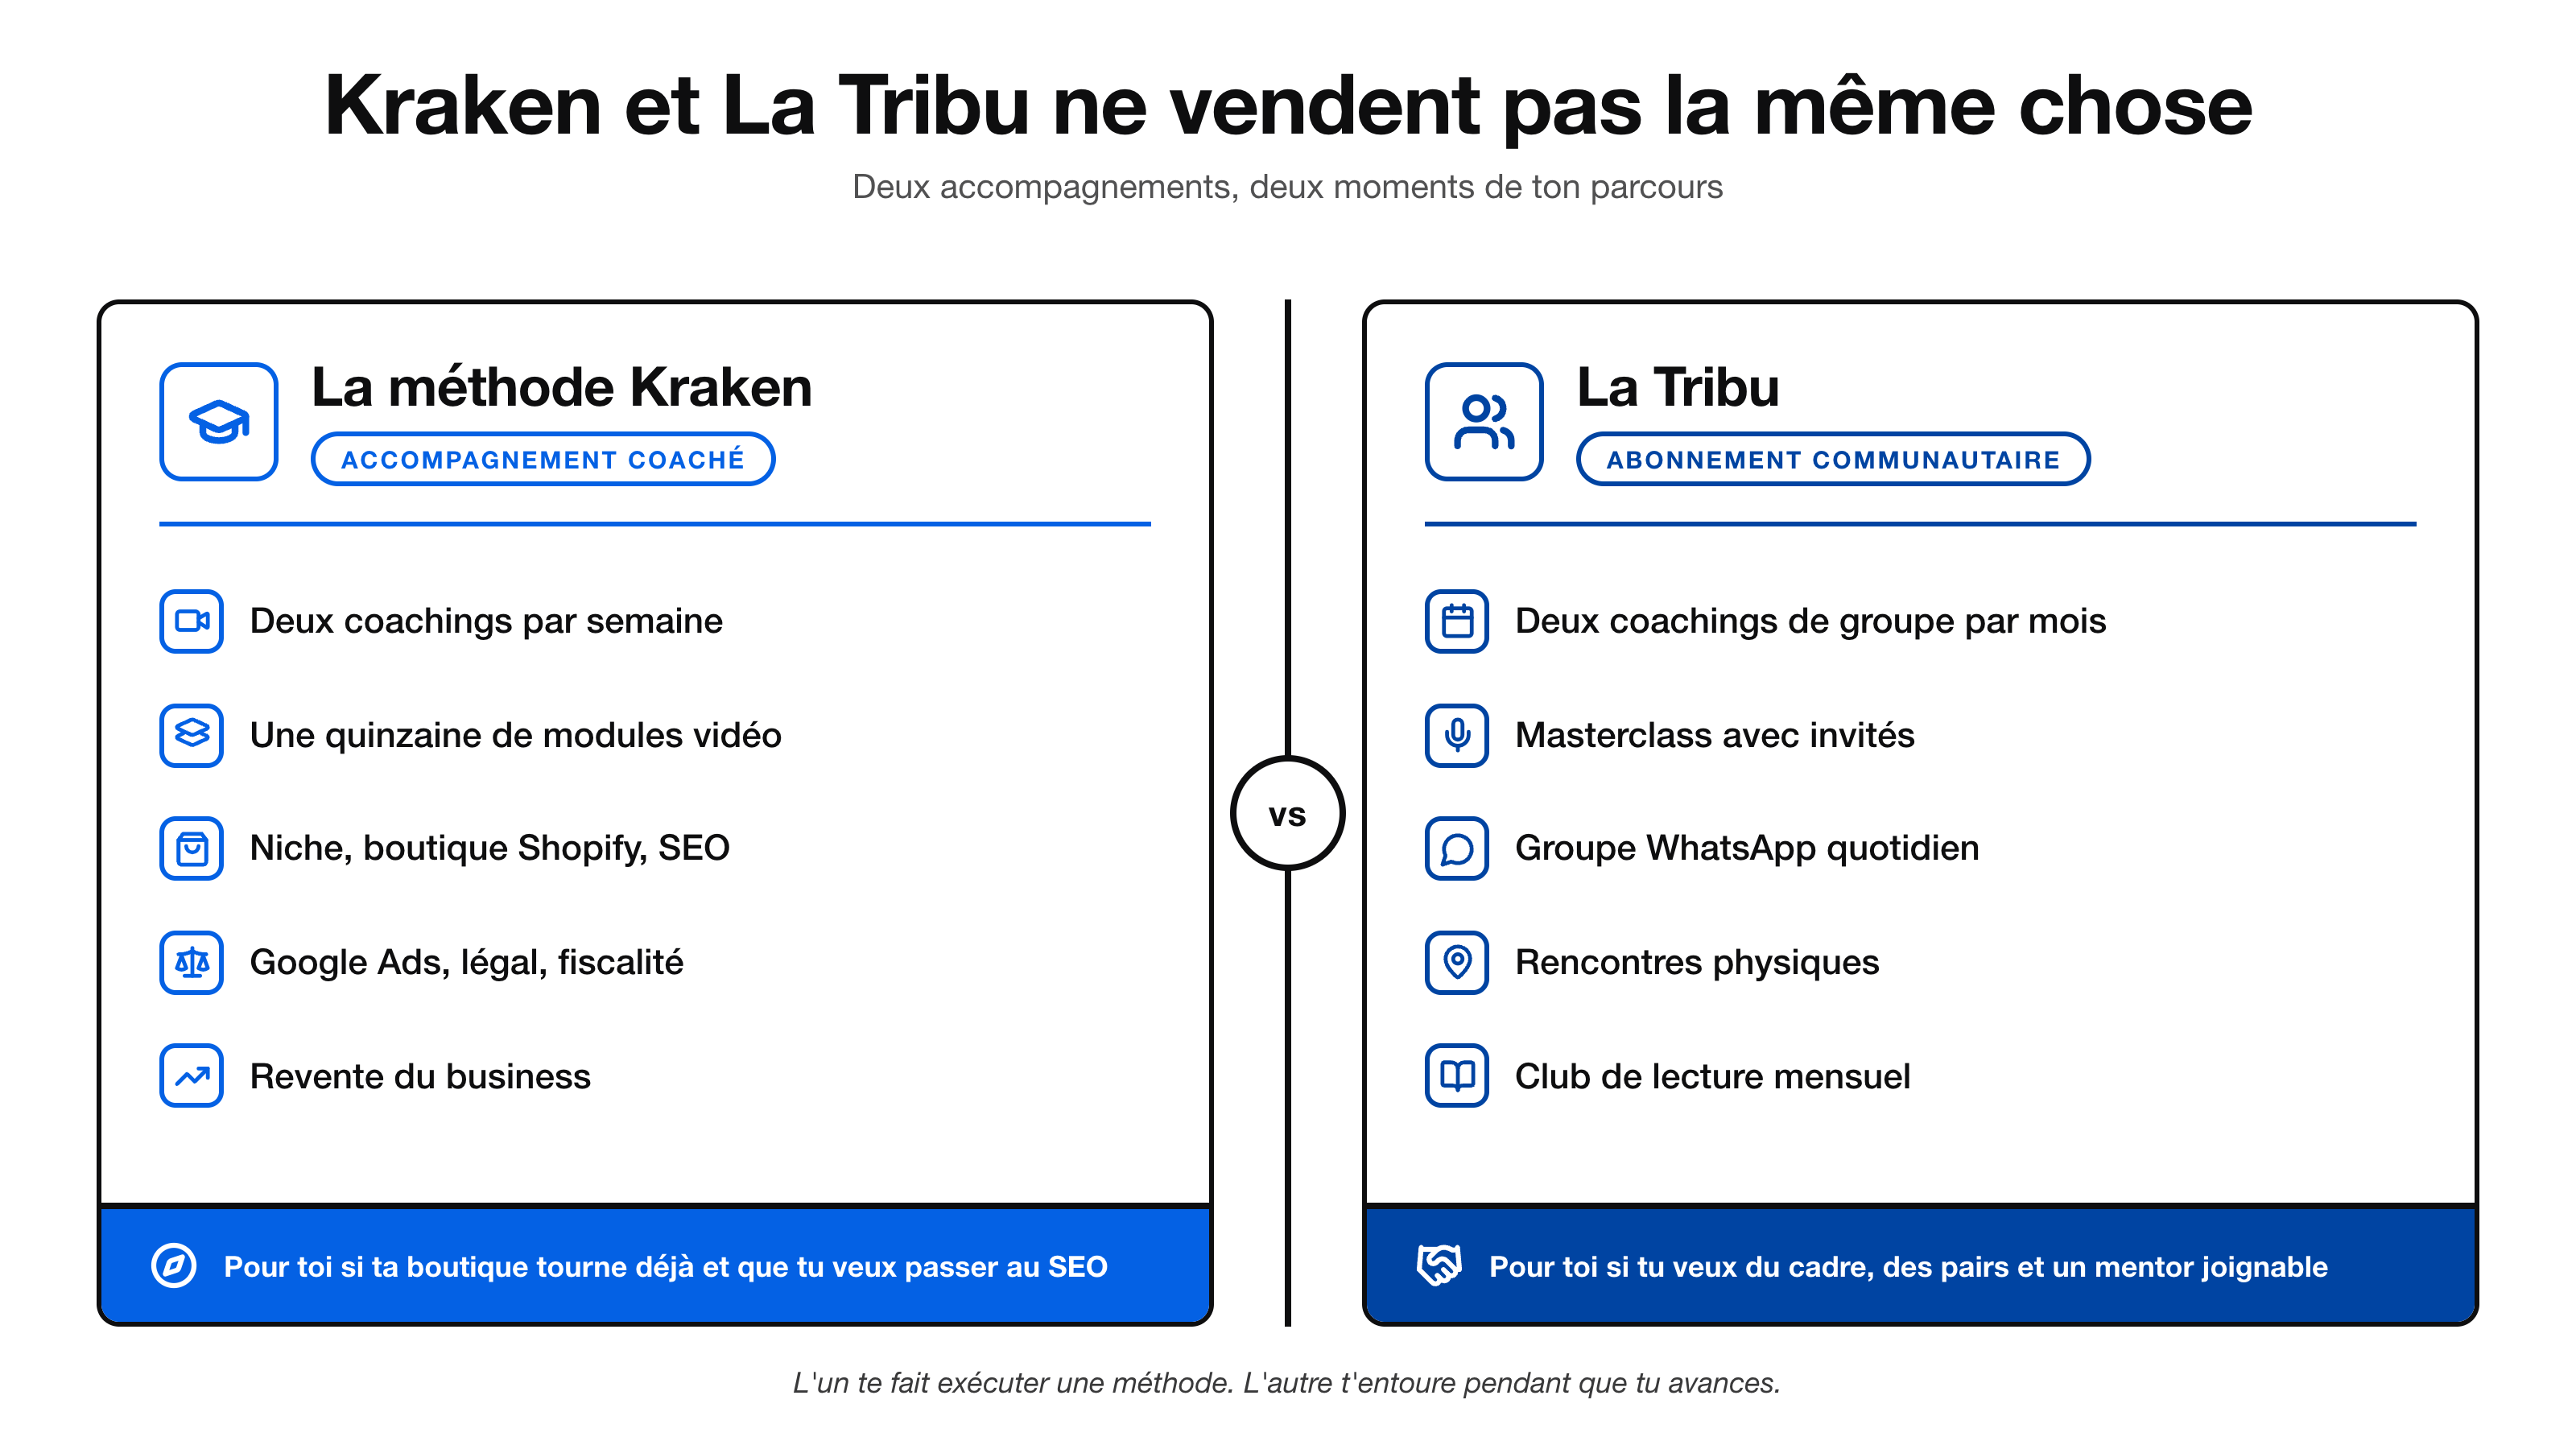 Kraken et La Tribu ne vendent pas la même chose
Deux accompagnements, deux moments de ton parcours
La méthode Kraken
ACCOMPAGNEMENT COACHÉ
Deux coachings par semaine
Une quinzaine de modules vidéo
Niche, boutique Shopify, SEO
Google Ads, légal, fiscalité
Revente du business
Pour toi si ta boutique tourne déjà et que tu veux passer au SEO
vs
La Tribu
ABONNEMENT COMMUNAUTAIRE
Deux coachings de groupe par mois
Masterclass avec invités
Groupe WhatsApp quotidien
Rencontres physiques
Club de lecture mensuel
Pour toi si tu veux du cadre, des pairs et un mentor joignable
L'un te fait exécuter une méthode. L'autre t'entoure pendant que tu avances.